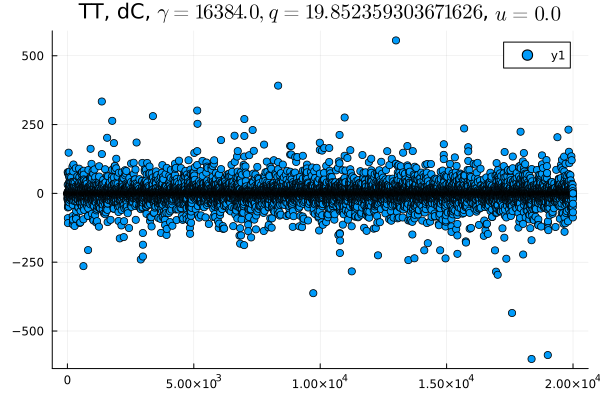 TT, dC, γ = 16384.0, q = 19.852359303671626, u = 0.0
y1
500
250
0
−250
−500
0 5.00×10³ 1.00×10⁴ 1.50×10⁴ 2.00×10⁴